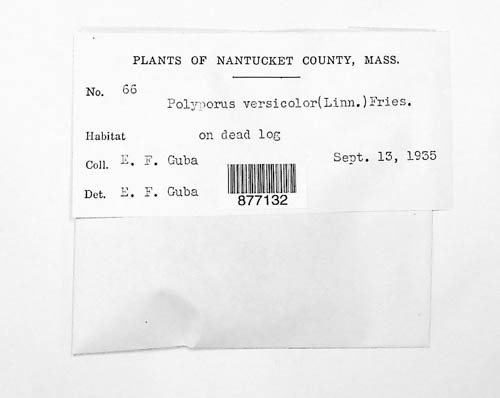 PLANTS OF NANTUCKET COUNTY, MASS.
No. 66
Polyporus versicolor(Linn.)Fries.
Habitat on dead log
Coll. E. F. Guba Sept. 13, 1935
Det. E. F. Guba
877132